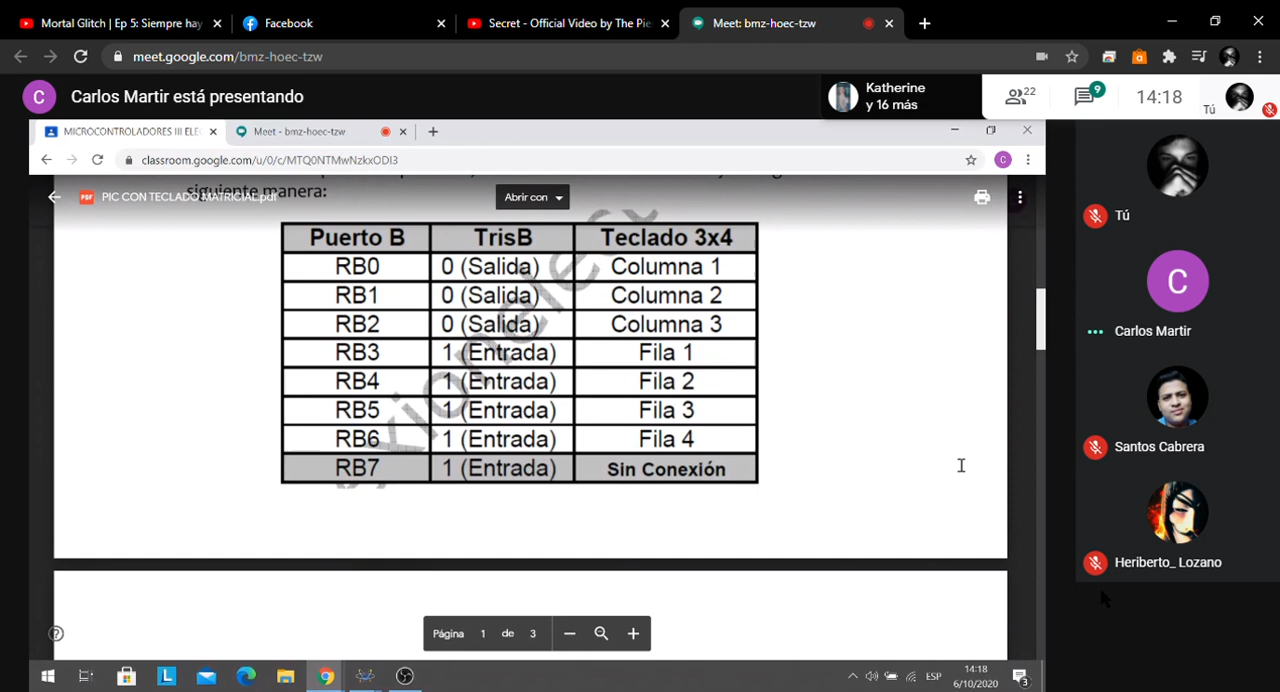 Mortal Glitch | Ep 5: Siempre hay
Facebook
Secret - Official Video by The Pie
Meet: bmz-hoec-tzw
meet.google.com/bmz-hoec-tzw
C
Carlos Martir está presentando
Katherine
y 16 más
22
9
14:18
Tú
MICROCONTROLADORES III ELE
Meet - bmz-hoec-tzw
classroom.google.com/u/0/c/MTQ0NTMwNzkxODI3
C
siguiente manera:
PDF
PIC CON TECLADO MATRICIAL.pdf
Abrir con
Puerto B TrisB Teclado 3x4
RB0 0 (Salida) Columna 1
RB1 0 (Salida) Columna 2
RB2 0 (Salida) Columna 3
RB3 1 (Entrada) Fila 1
RB4 1 (Entrada) Fila 2
RB5 1 (Entrada) Fila 3
RB6 1 (Entrada) Fila 4
RB7 1 (Entrada) Sin Conexión
Página 1 de 3
Tú
C
Carlos Martir
Santos Cabrera
Heriberto_ Lozano
L
ESP
14:18
6/10/2020
3